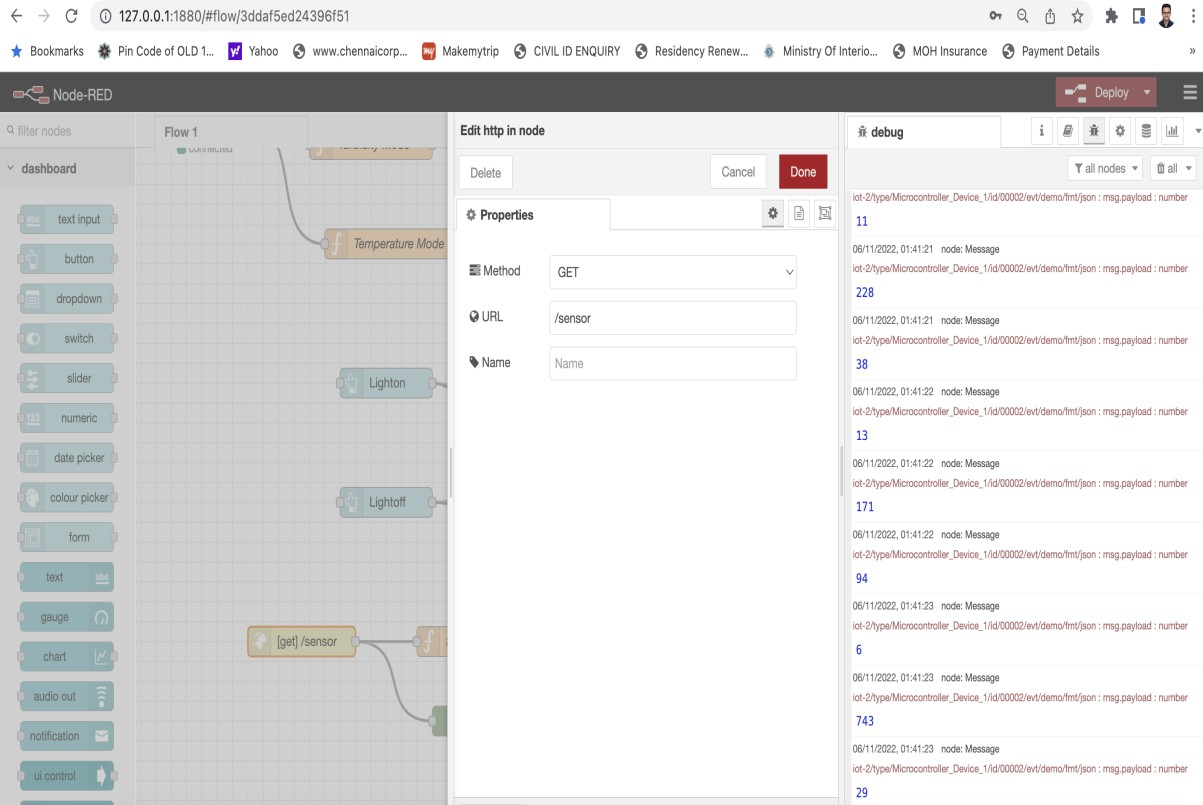 127.0.0.1:1880/#flow/3ddaf5ed24396f51
Bookmarks Pin Code of OLD 1... Yahoo www.chennaicorp... Makemytrip CIVIL ID ENQUIRY Residency Renew... Ministry Of Interio... MOH Insurance Payment Details »
Node-RED Deploy
filter nodes
dashboard
text input
button
dropdown
switch
slider
123 numeric
date picker
colour picker
form
text abc
gauge
chart
audio out
notification
ui control
Flow 1
connected
Temperature Mode
Lighton
Lightoff
[get] /sensor
Edit http in node
Delete Cancel Done
Properties
Method GET
URL /sensor
Name Name
debug
all nodes all
iot-2/type/Microcontroller_Device_1/id/00002/evt/demo/fmt/json : msg.payload : number
11
06/11/2022, 01:41:21 node: Message
iot-2/type/Microcontroller_Device_1/id/00002/evt/demo/fmt/json : msg.payload : number
228
06/11/2022, 01:41:21 node: Message
iot-2/type/Microcontroller_Device_1/id/00002/evt/demo/fmt/json : msg.payload : number
38
06/11/2022, 01:41:22 node: Message
iot-2/type/Microcontroller_Device_1/id/00002/evt/demo/fmt/json : msg.payload : number
13
06/11/2022, 01:41:22 node: Message
iot-2/type/Microcontroller_Device_1/id/00002/evt/demo/fmt/json : msg.payload : number
171
06/11/2022, 01:41:22 node: Message
iot-2/type/Microcontroller_Device_1/id/00002/evt/demo/fmt/json : msg.payload : number
94
06/11/2022, 01:41:23 node: Message
iot-2/type/Microcontroller_Device_1/id/00002/evt/demo/fmt/json : msg.payload : number
6
06/11/2022, 01:41:23 node: Message
iot-2/type/Microcontroller_Device_1/id/00002/evt/demo/fmt/json : msg.payload : number
743
06/11/2022, 01:41:23 node: Message
iot-2/type/Microcontroller_Device_1/id/00002/evt/demo/fmt/json : msg.payload : number
29